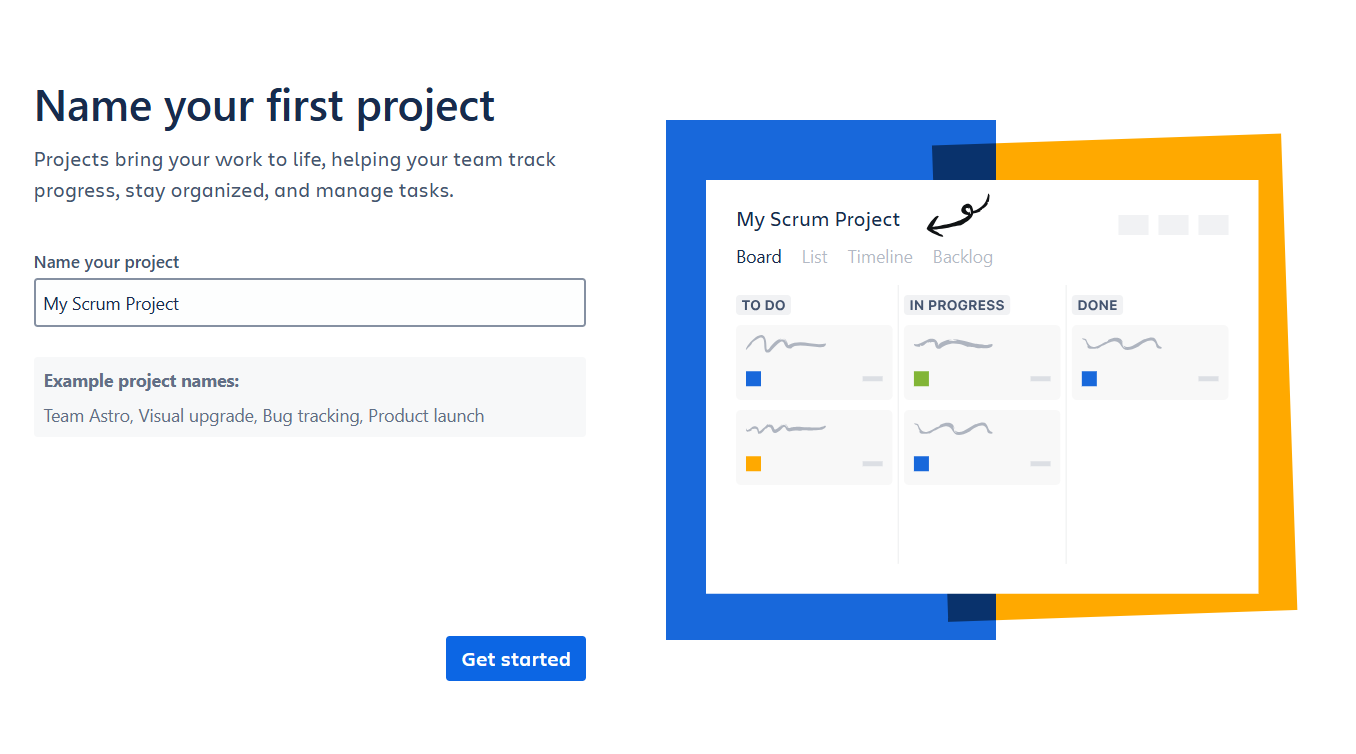 Name your first project
Projects bring your work to life, helping your team track
progress, stay organized, and manage tasks.
Name your project
My Scrum Project
Example project names:
Team Astro, Visual upgrade, Bug tracking, Product launch
Get started
My Scrum Project
Board List Timeline Backlog
TO DO IN PROGRESS DONE